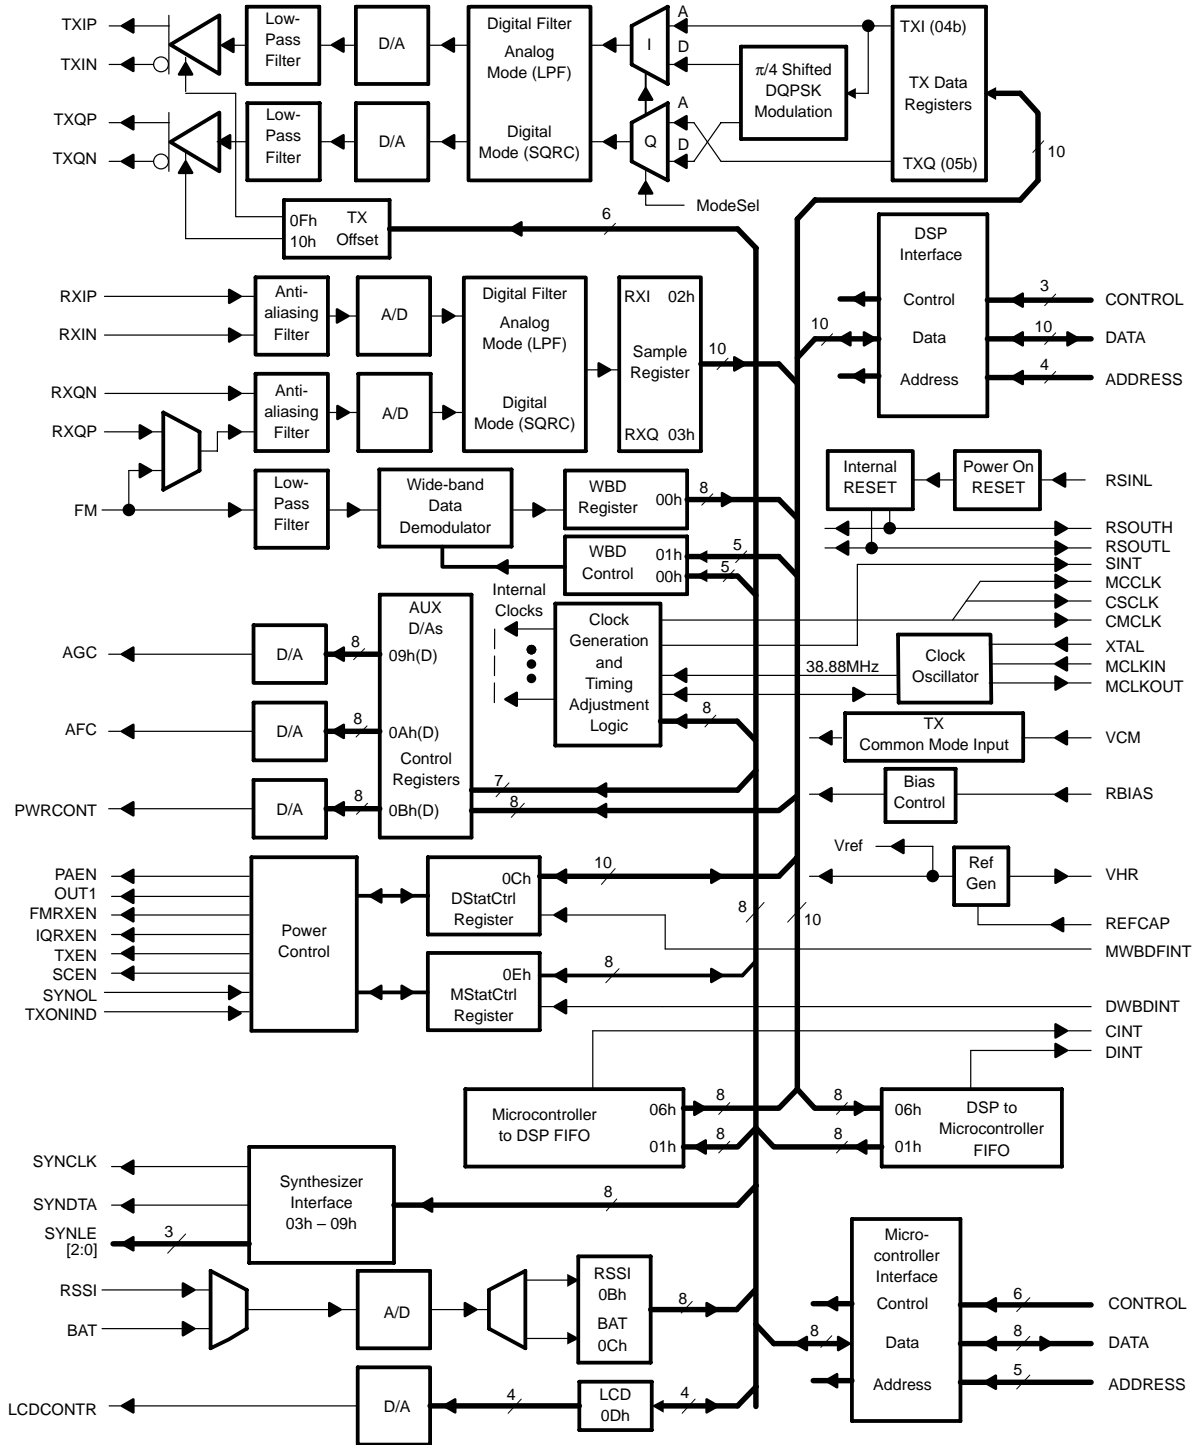 TXIP
TXIN
TXQP
TXQN
Low-
Pass
Filter
D/A
Low-
Pass
Filter
D/A
Digital Filter
Analog
Mode (LPF)
Digital
Mode (SQRC)
I
Q
A
D
A
D
π/4 Shifted
DQPSK
Modulation
TXI (04b)
TX Data
Registers
TXQ (05b)
10
ModeSel
0Fh
10h
TX
Offset
6
RXIP
RXIN
RXQN
RXQP
FM
Anti-
aliasing
Filter
A/D
Anti-
aliasing
Filter
A/D
Digital Filter
Analog
Mode (LPF)
Digital
Mode (SQRC)
RXI 02h
Sample
Register
RXQ 03h
10
DSP
Interface
Control
Data
Address
10
3
10
4
CONTROL
DATA
ADDRESS
Low-
Pass
Filter
Wide-band
Data
Demodulator
WBD
Register
00h
8
WBD
Control
01h
00h
5
5
Internal
RESET
Power On
RESET
RSINL
RSOUTH
RSOUTL
SINT
MCCLK
CSCLK
CMCLK
XTAL
MCLKIN
MCLKOUT
Internal
Clocks
Clock
Generation
and
Timing
Adjustment
Logic
38.88MHz
8
Clock
Oscillator
AGC
AFC
PWRCONT
D/A
8
D/A
8
D/A
8
AUX
D/As
09h(D)
0Ah(D)
Control
Registers
0Bh(D)
7
8
TX
Common Mode Input
VCM
Bias
Control
RBIAS
Vref
Ref
Gen
VHR
REFCAP
MWBDFINT
PAEN
OUT1
FMRXEN
IQRXEN
TXEN
SCEN
SYNOL
TXONIND
Power
Control
0Ch
DStatCtrl
Register
10
0Eh
MStatCtrl
Register
8
8
10
DWBDINT
CINT
DINT
Microcontroller
to DSP FIFO
06h
01h
8
8
8
8
06h
01h
DSP to
Microcontroller
FIFO
SYNCLK
SYNDTA
SYNLE
[2:0]
3
Synthesizer
Interface
03h – 09h
8
RSSI
BAT
A/D
RSSI
0Bh
BAT
0Ch
8
LCDCONTR
D/A
4
LCD
0Dh
4
Micro-
controller
Interface
Control
Data
Address
8
6
8
5
CONTROL
DATA
ADDRESS